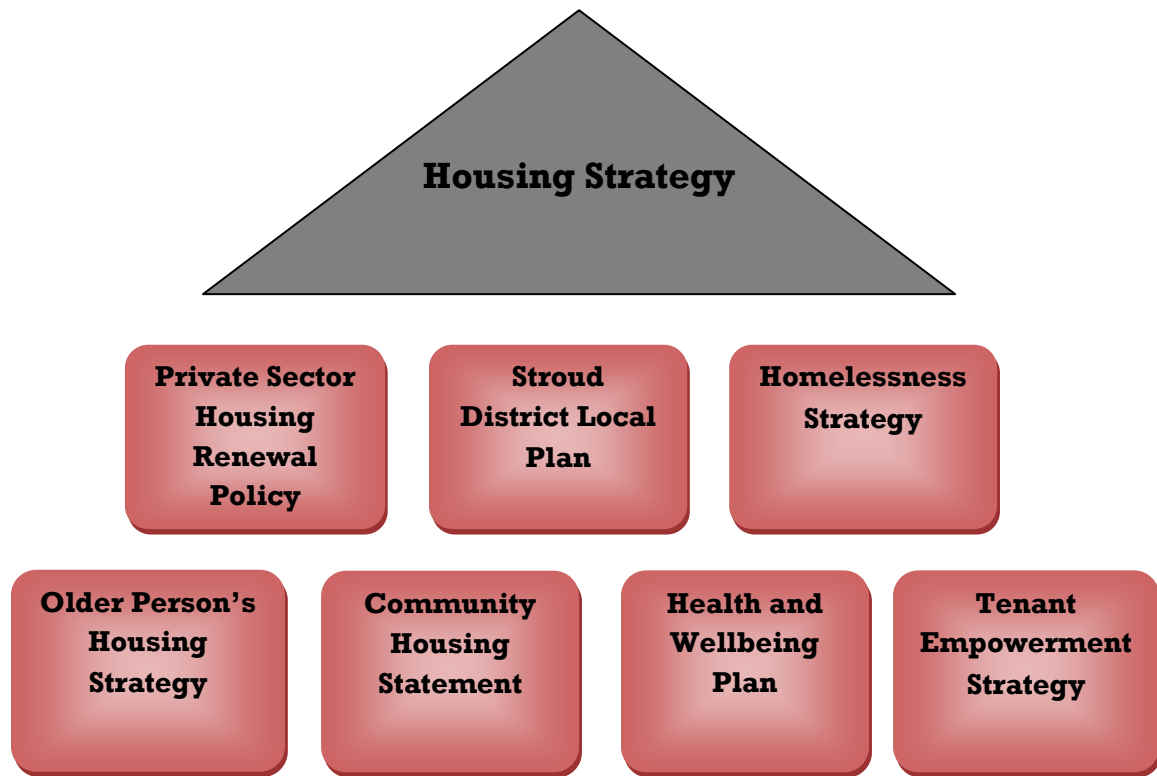 Housing Strategy
Private Sector
Housing
Renewal
Policy
Stroud
District Local
Plan
Homelessness
Strategy
Older Person’s
Housing
Strategy
Community
Housing
Statement
Health and
Wellbeing
Plan
Tenant
Empowerment
Strategy